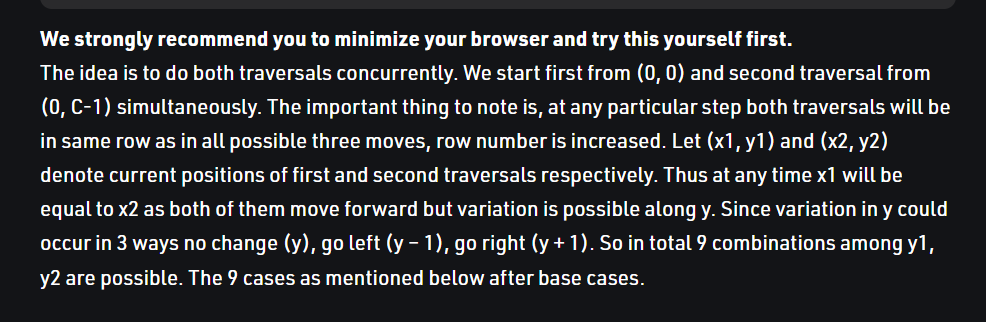 We strongly recommend you to minimize your browser and try this yourself first.
The idea is to do both traversals concurrently. We start first from (0, 0) and second traversal from
(0, C-1) simultaneously. The important thing to note is, at any particular step both traversals will be
in same row as in all possible three moves, row number is increased. Let (x1, y1) and (x2, y2)
denote current positions of first and second traversals respectively. Thus at any time x1 will be
equal to x2 as both of them move forward but variation is possible along y. Since variation in y could
occur in 3 ways no change (y), go left (y – 1), go right (y + 1). So in total 9 combinations among y1,
y2 are possible. The 9 cases as mentioned below after base cases.